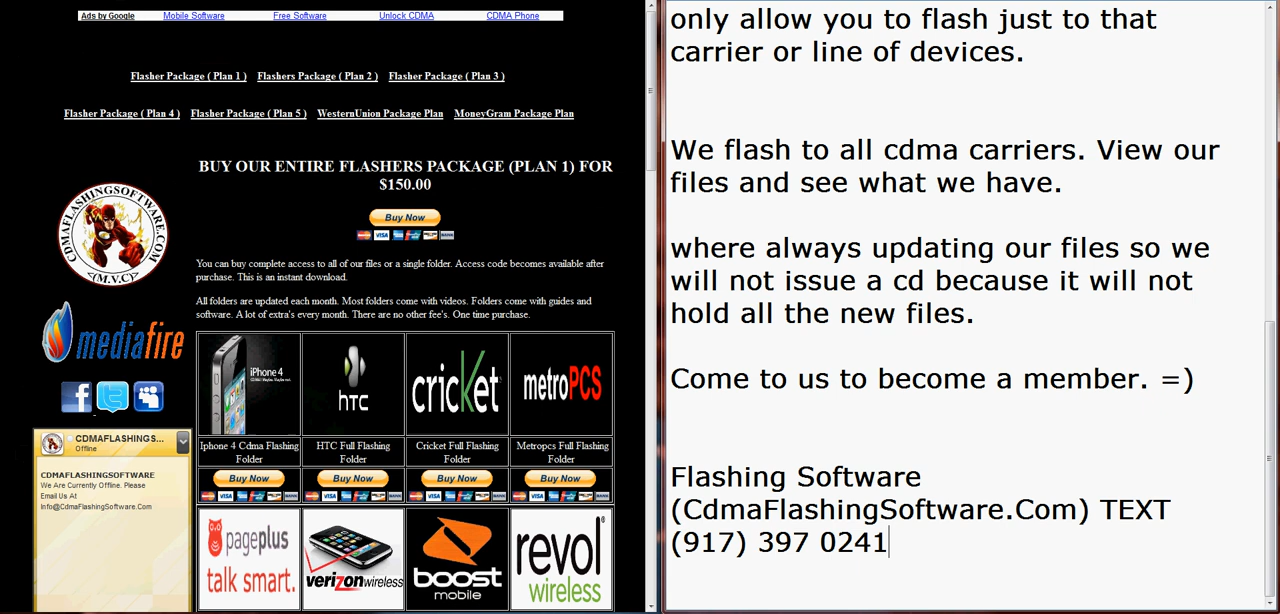 Ads by Google
Mobile Software
Free Software
Unlock CDMA
CDMA Phone
Flasher Package ( Plan 1 )
Flashers Package ( Plan 2 )
Flasher Package ( Plan 3 )
Flasher Package ( Plan 4 )
Flasher Package ( Plan 5 )
WesternUnion Package Plan
MoneyGram Package Plan
CDMAFLASHINGSOFTWARE.COM
(M.V.C)
mediafire
CDMAFLASHINGS...
Offline
CDMAFLASHINGSOFTWARE
We Are Currently Offline. Please
Email Us At
Info@CdmaFlashingSoftware.Com
BUY OUR ENTIRE FLASHERS PACKAGE (PLAN 1) FOR
$150.00
Buy Now
You can buy complete access to all of our files or a single folder. Access code becomes available after
purchase. This is an instant download.
All folders are updated each month. Most folders come with videos. Folders come with guides and
software. A lot of extra's every month. There are no other fee's. One time purchase.
iPhone 4
hTC
cricket
metroPCS
Iphone 4 Cdma Flashing
Folder
HTC Full Flashing
Folder
Cricket Full Flashing
Folder
Metropcs Full Flashing
Folder
Buy Now
Buy Now
Buy Now
Buy Now
pageplus
talk smart.
verizonwireless
boost
mobile
revol
wireless
only allow you to flash just to that
carrier or line of devices.
We flash to all cdma carriers. View our
files and see what we have.
where always updating our files so we
will not issue a cd because it will not
hold all the new files.
Come to us to become a member. =)
Flashing Software
(CdmaFlashingSoftware.Com) TEXT
(917) 397 0241